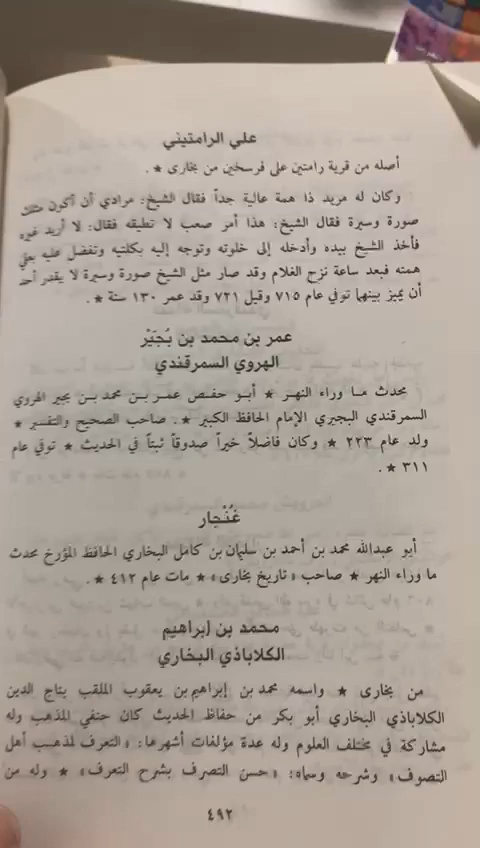 علي الرامتيني
أصله من قرية رامتين على فرسخين من بخارى ★ .
وكان له مريد ذا همة عالية جداً فقال الشيخ: مرادي أن أكون مثلك
صورة وسيرة فقال الشيخ: هذا أمر صعب لا تطيقه فقال: لا أريد غيره
فأخذ الشيخ بيده وأدخله إلى خلوته وتوجه إليه بكليته وتفضل عليه بعلي
همته فبعد ساعة نزح الغلام وقد صار مثل الشيخ صورة وسيرة لا يقدر أحد
أن يميز بينهما توفي عام ٧١٥ وقيل ٧٢١ وقد عمر ١٣٠ سنة ★ .
عمر بن محمد بن بُجَيْر
الهروي السمرقندي
محدث ما وراء النهر ★ أبو حفص عمر بن محمد بن بجير الهروي
السمرقندي البجيري الإمام الحافظ الكبير ★ . صاحب الصحيح والتفسير ★
ولد عام ٢٢٣ ★ وكان فاضلاً خيراً صدوقاً ثبتاً في الحديث ★ توفي عام
٣١١ ★ .
غُنْجار
أبو عبدالله محمد بن أحمد بن سليمان بن كامل البخاري الحافظ المؤرخ محدث
ما وراء النهر ★ صاحب «تاريخ بخارى» ★ مات عام ٤١٢ ★ .
محمد بن إبراهيم
الكلاباذي البخاري
من بخارى ★ واسمه محمد بن إبراهيم بن يعقوب الملقب بتاج الدين
الكلاباذي البخاري أبو بكر من حفاظ الحديث كان حنفي المذهب وله
مشاركة في مختلف العلوم وله عدة مؤلفات أشهرها: «التعرف لمذهب أهل
التصوف» وشرحه وسماه: «حسن التصرف بشرح التعرف» ★ وله من
٤٩٢